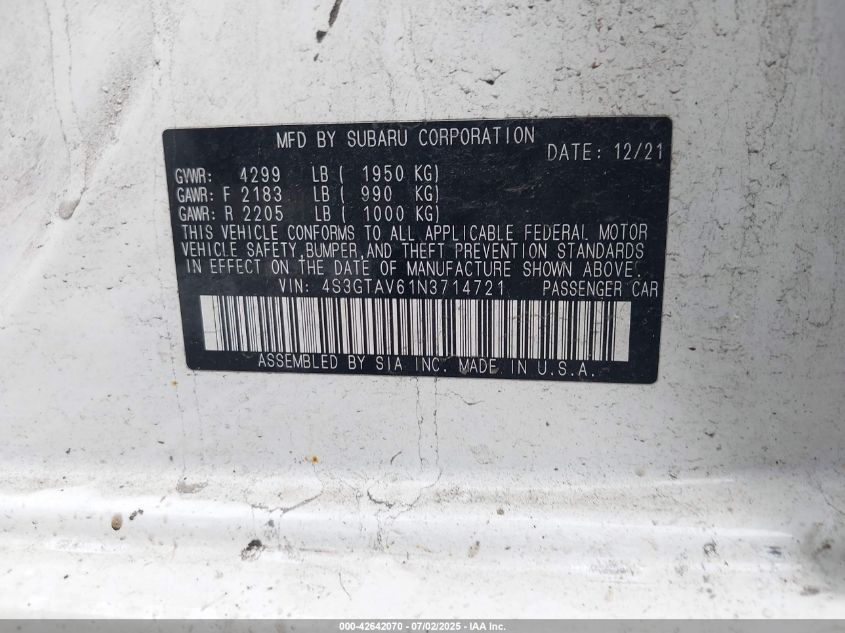 MFD BY SUBARU CORPORATION
DATE: 12/21
GVWR: 4299 LB ( 1950 KG)
GAWR: F 2183 LB ( 990 KG)
GAWR: R 2205 LB ( 1000 KG)
THIS VEHICLE CONFORMS TO ALL APPLICABLE FEDERAL MOTOR
VEHICLE SAFETY,BUMPER,AND THEFT PREVENTION STANDARDS
IN EFFECT ON THE DATE OF MANUFACTURE SHOWN ABOVE.
VIN: 4S3GTAV61N3714721 PASSENGER CAR
ASSEMBLED BY SIA INC. MADE IN U.S.A.
000-42642070 - 07/02/2025 - IAA Inc.